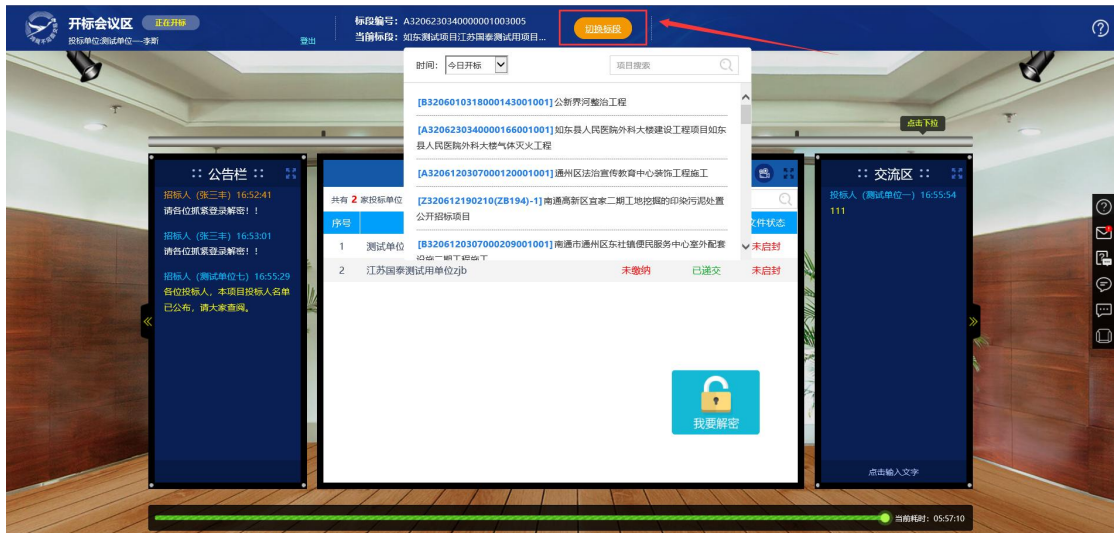 开标会议区 正在开标
投标单位:测试单位一---李斯 登出
标段编号：A3206230340000001003005
当前标段：如东测试项目江苏国泰测试用项目...
切换标段
时间：今日开标
项目搜索
[B3206010318000143001001]公新界河整治工程
[A3206230340000166001001]如东县人民医院外科大楼建设工程项目如东
县人民医院外科大楼气体灭火工程
[A3206120307000120001001]通州区法治宣传教育中心装饰工程施工
[Z320612190210(ZB194)-1]南通高新区宜家二期工地挖掘的印染污泥处置
公开招标项目
[B3206120307000209001001]南通市通州区东社镇便民服务中心室外配套
设施二期工程施工
:: 公告栏 ::
招标人（张三丰）16:52:41
请各位抓紧登录解密！！
招标人（张三丰）16:53:01
请各位抓紧登录解密！！
招标人（测试单位七）16:55:29
各位投标人，本项目投标人名单
已公布，请大家查阅。
共有 2 家投标单位
序号 文件状态
1 测试单位 未启封
2 江苏国泰测试用单位zjb 未缴纳 已递交 未启封
我要解密
点击下拉
:: 交流区 ::
投标人（测试单位一）16:55:54
111
点击输入文字
当前耗时：05:57:10